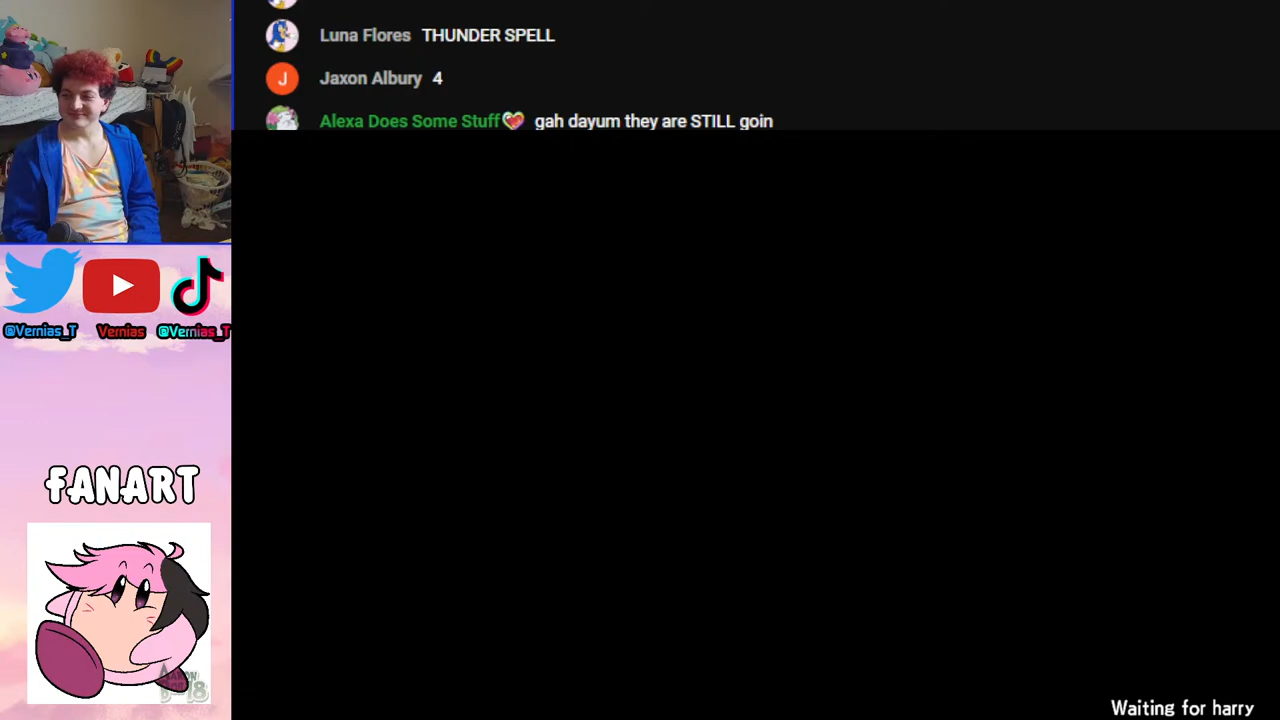 Luna Flores THUNDER SPELL
J Jaxon Albury 4
Alexa Does Some Stuff gah dayum they are STILL goin
@Vernias_T Vernias @Vernias_T
FANART
Waiting for harry